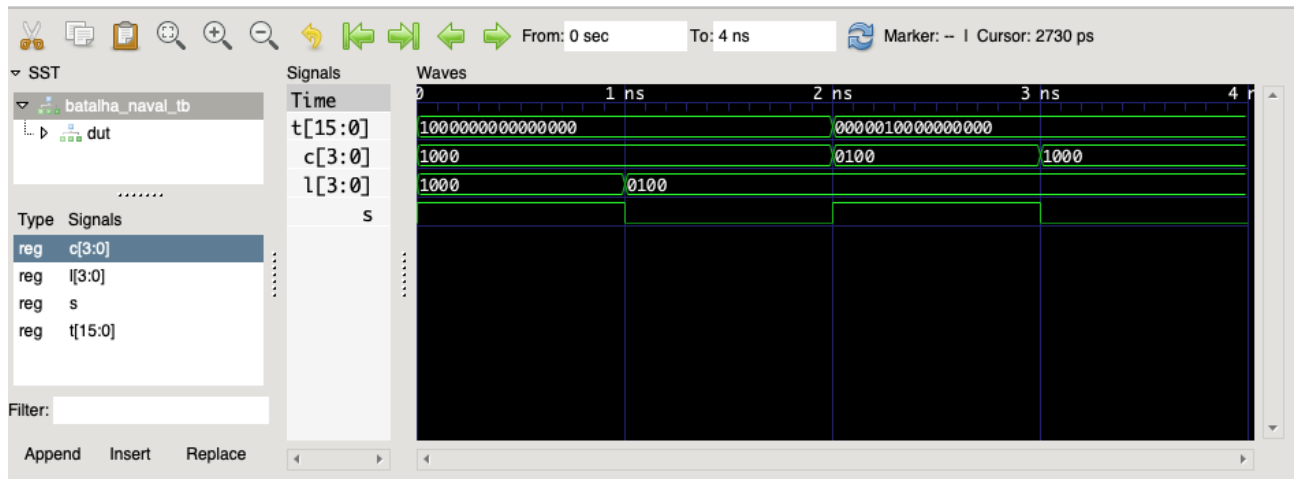 From: 0 sec To: 4 ns Marker: -- | Cursor: 2730 ps
SST
batalha_naval_tb
dut
Type Signals
reg c[3:0]
reg l[3:0]
reg s
reg t[15:0]
Filter:
Append Insert Replace
Signals
Time
t[15:0]
c[3:0]
l[3:0]
s
Waves
0 1 ns 2 ns 3 ns 4 n
1000000000000000 0000010000000000
1000 0100 1000
1000 0100